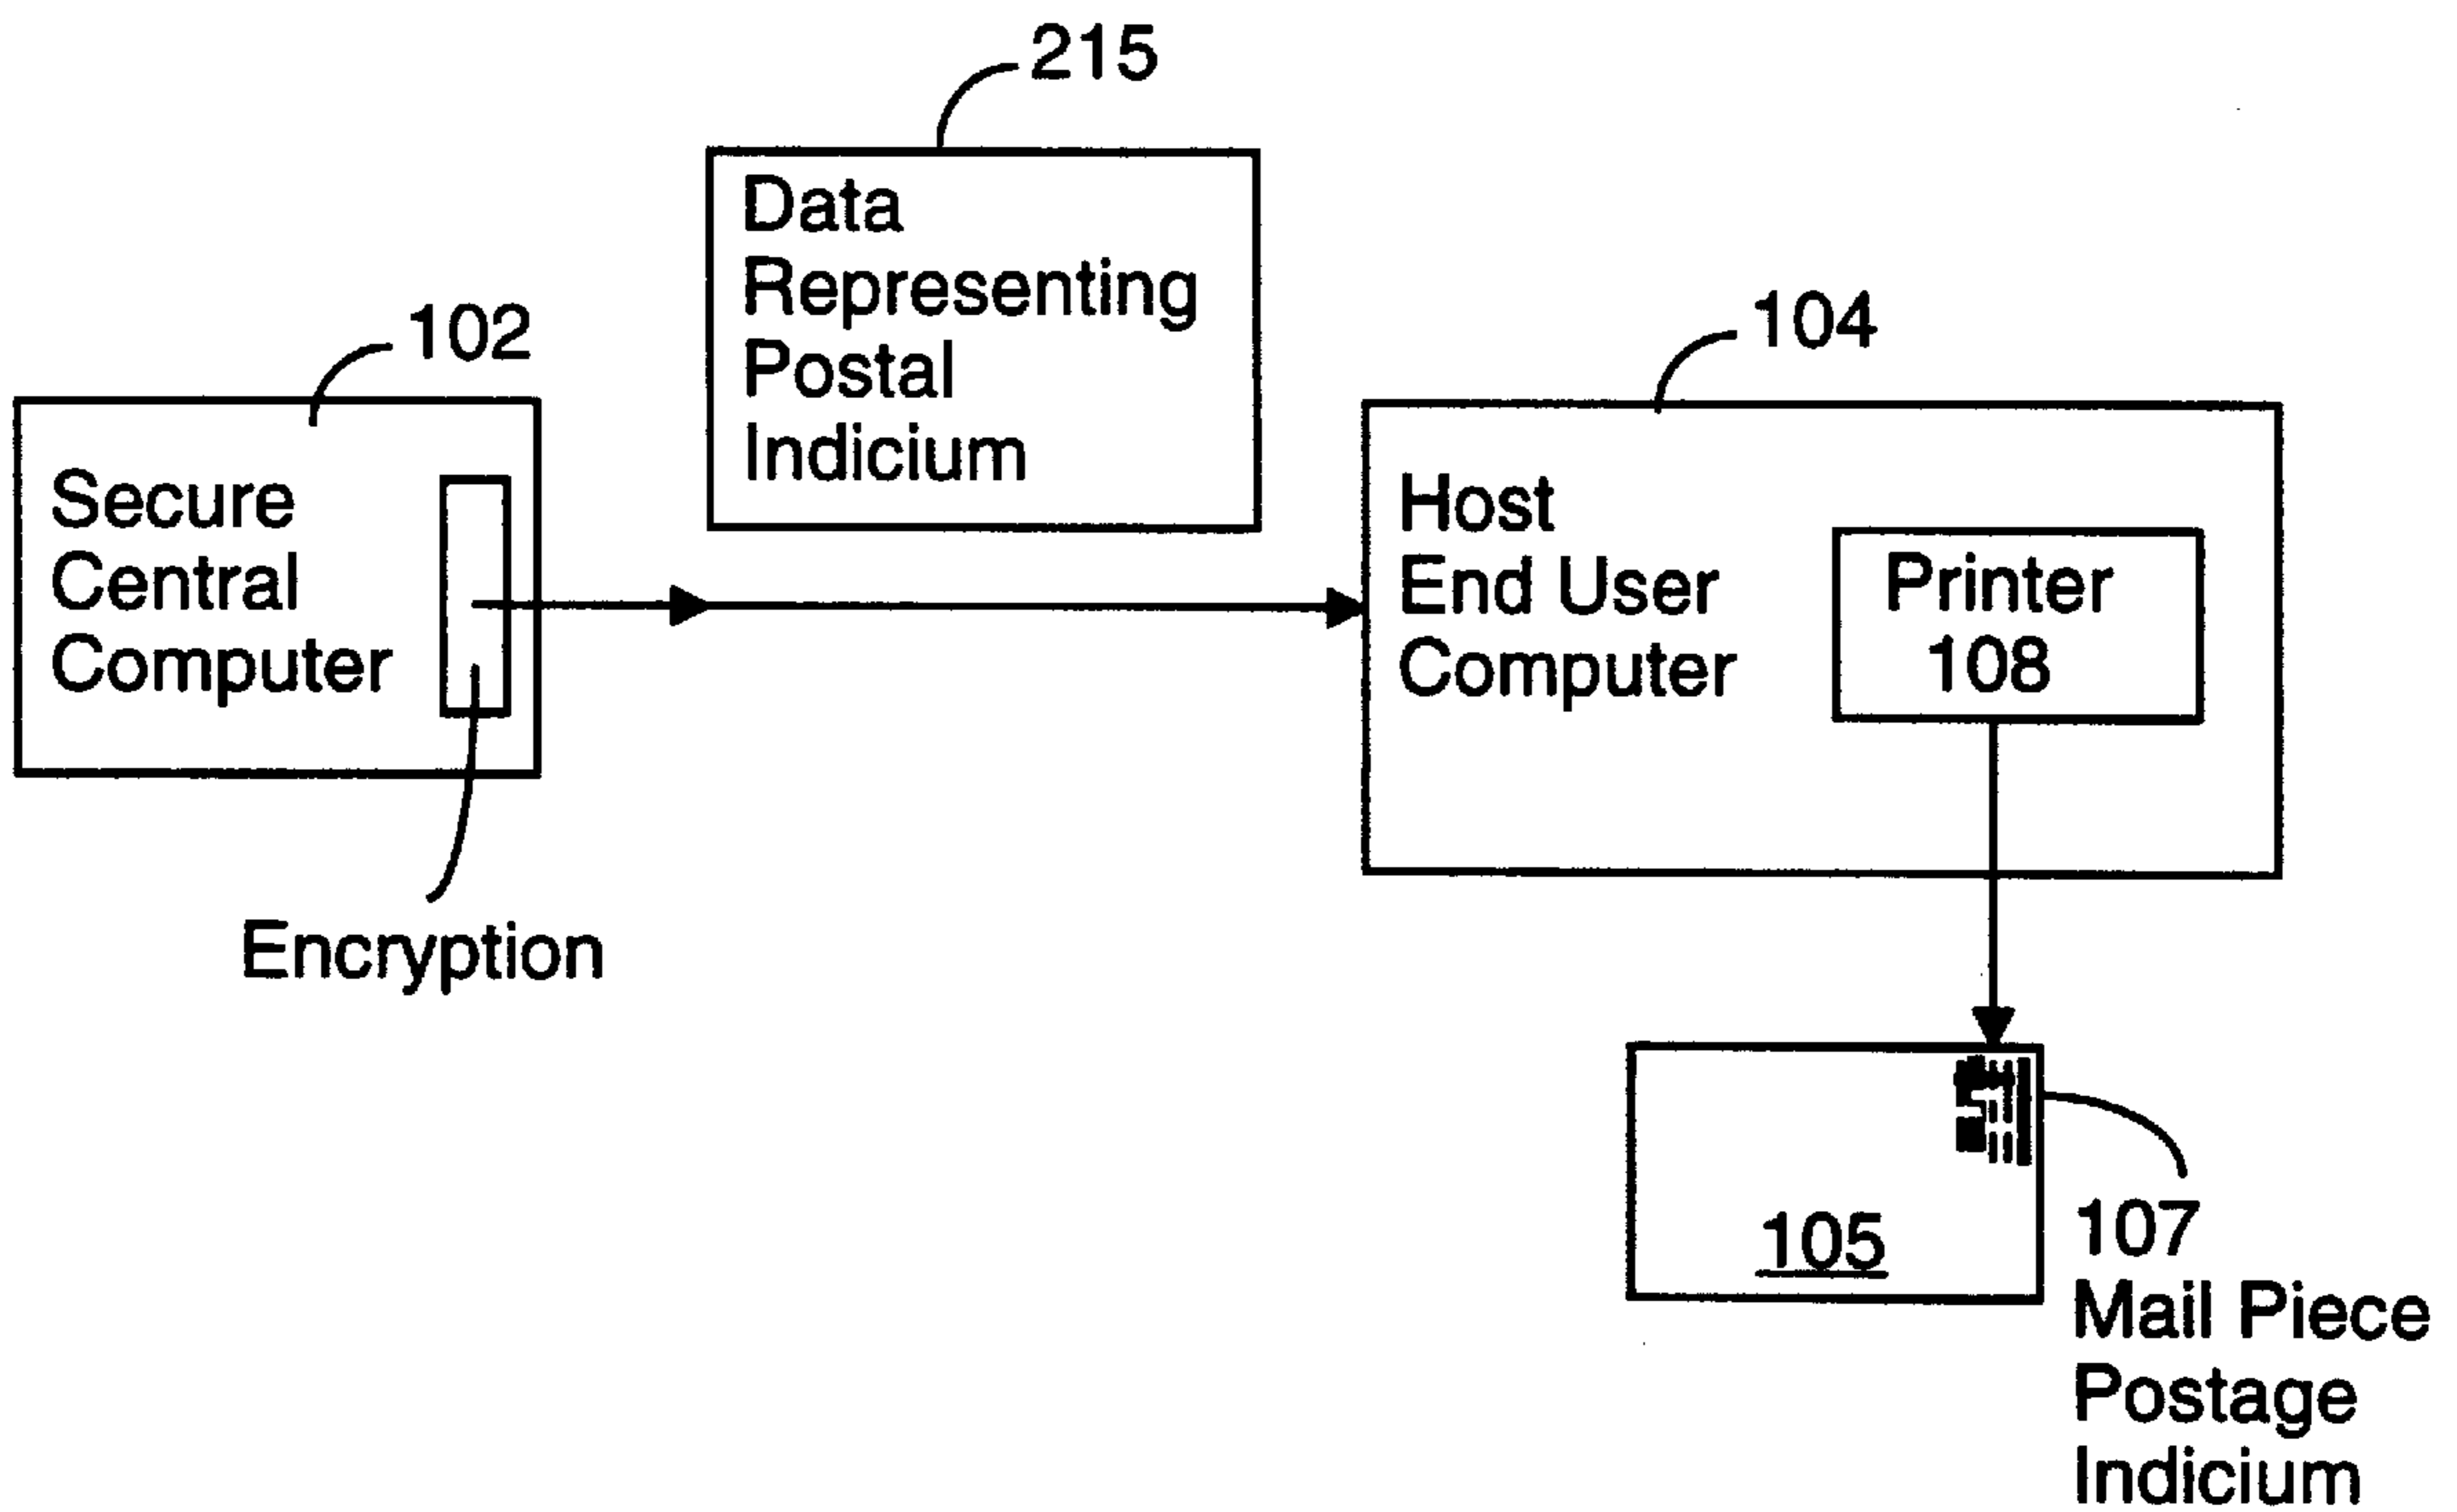 215
Data
Representing
Postal
Indicium
102
Secure
Central
Computer
Encryption
104
Host
End User
Computer
Printer
108
105
107
Mail Piece
Postage
Indicium